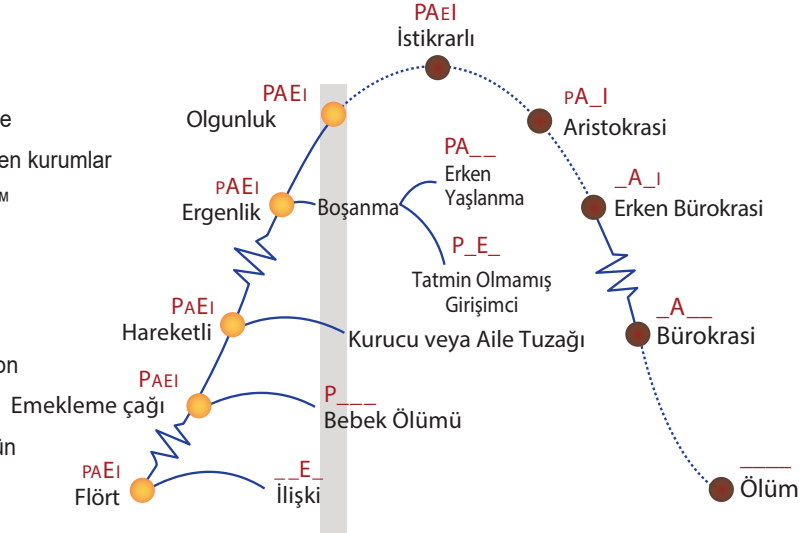 PAEI
İstikrarlı
PAEI
Olgunluk
PA_I
Aristokrasi
e
en kurumlar
M
PAEI
Ergenlik
Boşanma
PA_ _
Erken
Yaşlanma
_A_I
Erken Bürokrasi
P_E_
Tatmin Olmamış
Girişimci
PAEI
Hareketli
Kurucu veya Aile Tuzağı
_A__
Bürokrasi
on
PAEI
Emekleme çağı
P___
Bebek Ölümü
ün
PAEI
Flört
__E_
İlişki
____
Ölüm